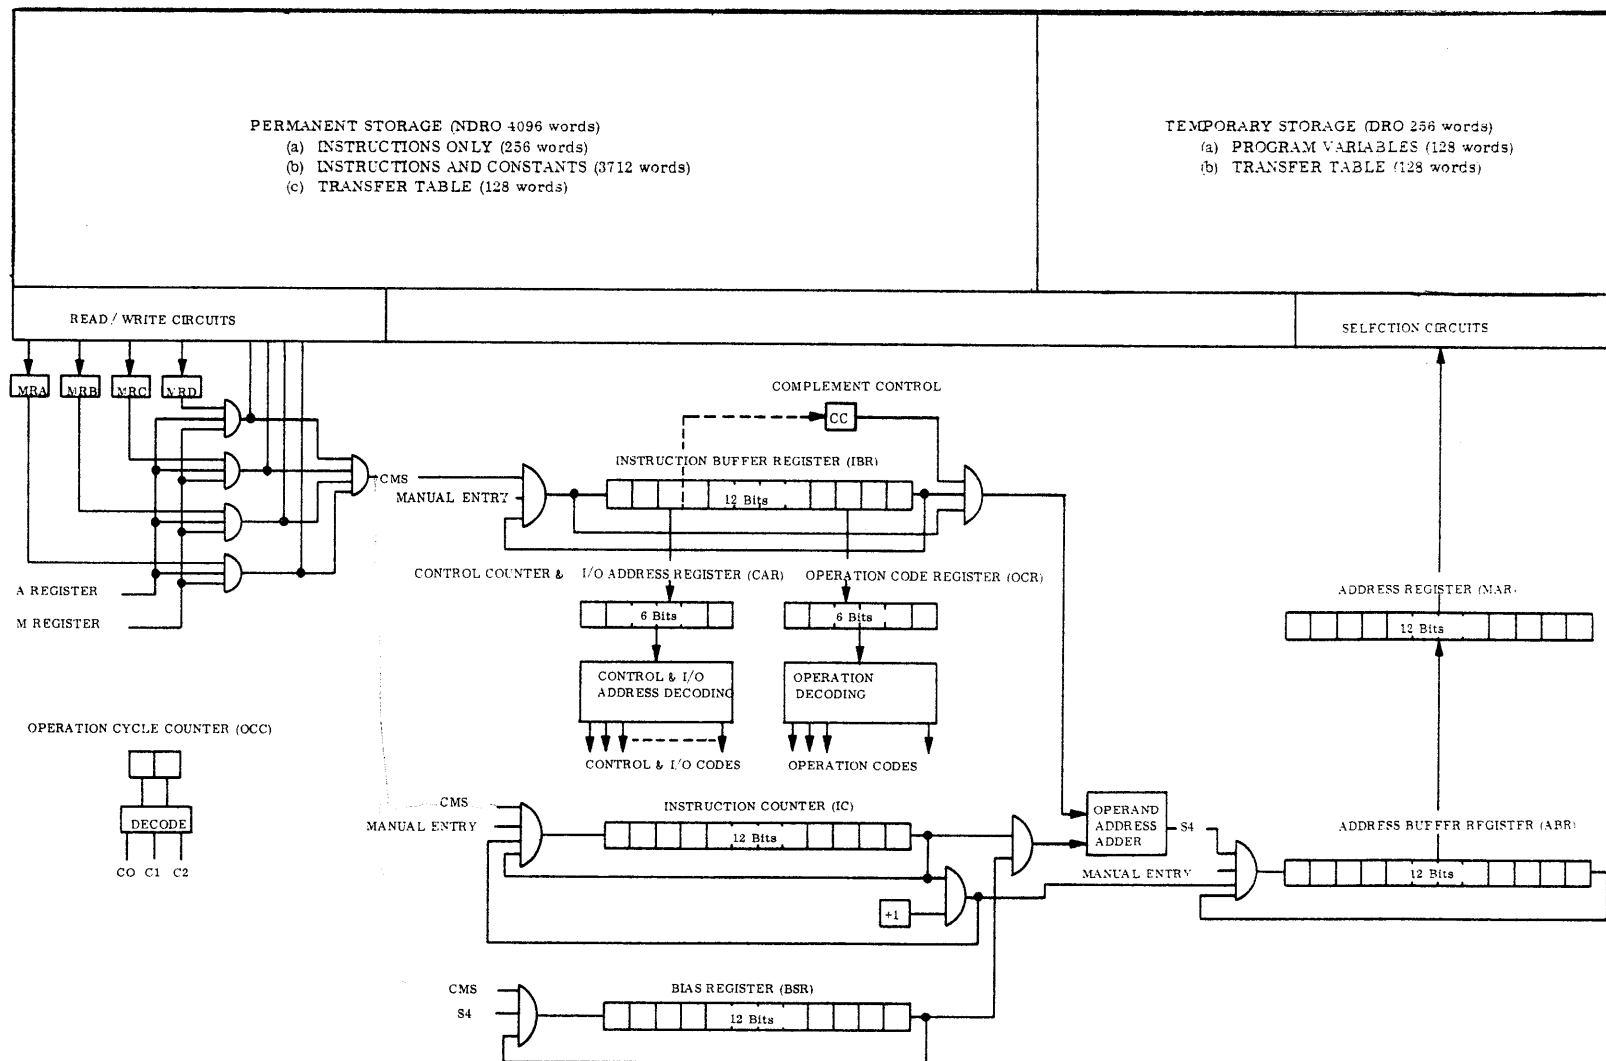 PERMANENT STORAGE (NDRO 4096 words)
(a) INSTRUCTIONS ONLY (256 words)
(b) INSTRUCTIONS AND CONSTANTS (3712 words)
(c) TRANSFER TABLE (128 words)
TEMPORARY STORAGE (DRO 256 words)
(a) PROGRAM VARIABLES (128 words)
(b) TRANSFER TABLE (128 words)
READ / WRITE CIRCUITS
SELECTION CIRCUITS
MRA
MRB
MRC
MRD
COMPLEMENT CONTROL
CC
INSTRUCTION BUFFER REGISTER (IBR)
CMS
MANUAL ENTRY
12 Bits
CONTROL COUNTER & I/O ADDRESS REGISTER (CAR)
OPERATION CODE REGISTER (OCR)
A REGISTER
M REGISTER
ADDRESS REGISTER (MAR)
6 Bits
6 Bits
12 Bits
CONTROL & I/O
ADDRESS DECODING
OPERATION
DECODING
OPERATION CYCLE COUNTER (OCC)
CONTROL & I/O CODES
OPERATION CODES
DECODE
CO C1 C2
CMS
MANUAL ENTRY
INSTRUCTION COUNTER (IC)
12 Bits
OPERAND
ADDRESS
ADDER
S4
MANUAL ENTRY
ADDRESS BUFFER REGISTER (ABR)
12 Bits
+1
CMS
S4
BIAS REGISTER (BSR)
12 Bits